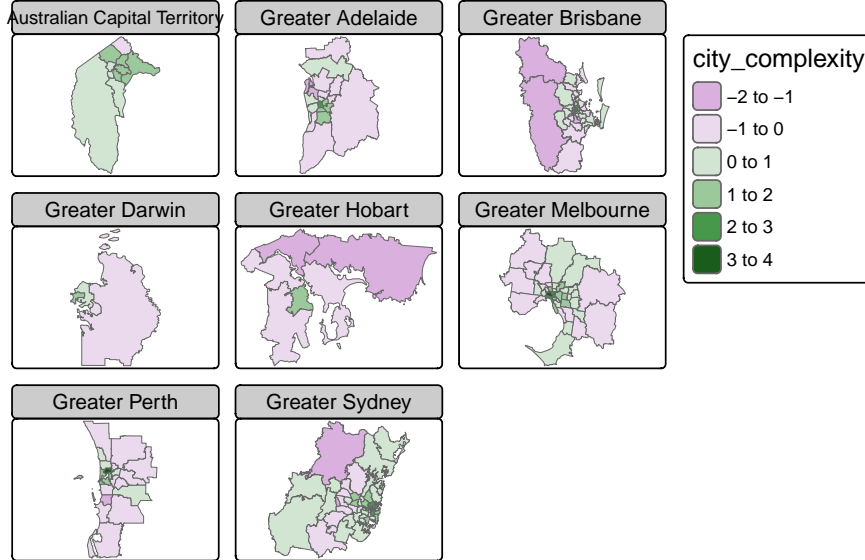 Australian Capital Territory
Greater Adelaide
Greater Brisbane
Greater Darwin
Greater Hobart
Greater Melbourne
Greater Perth
Greater Sydney
city_complexity
−2 to −1
−1 to 0
0 to 1
1 to 2
2 to 3
3 to 4